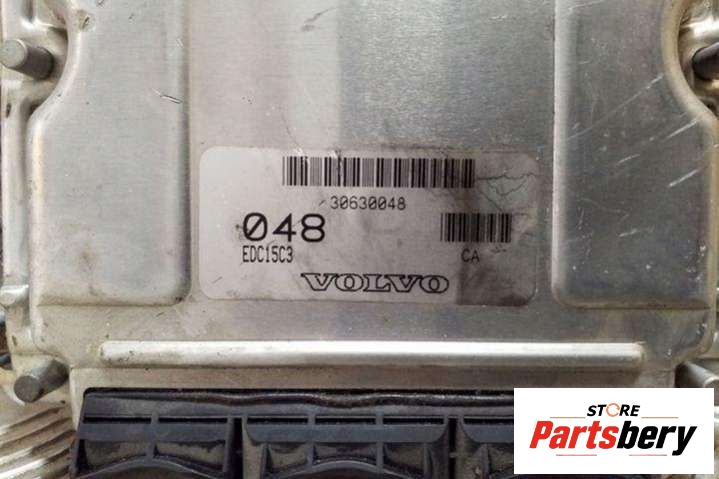 30630048
048
EDC15C3
CA
VOLVO
STORE
Partsbery